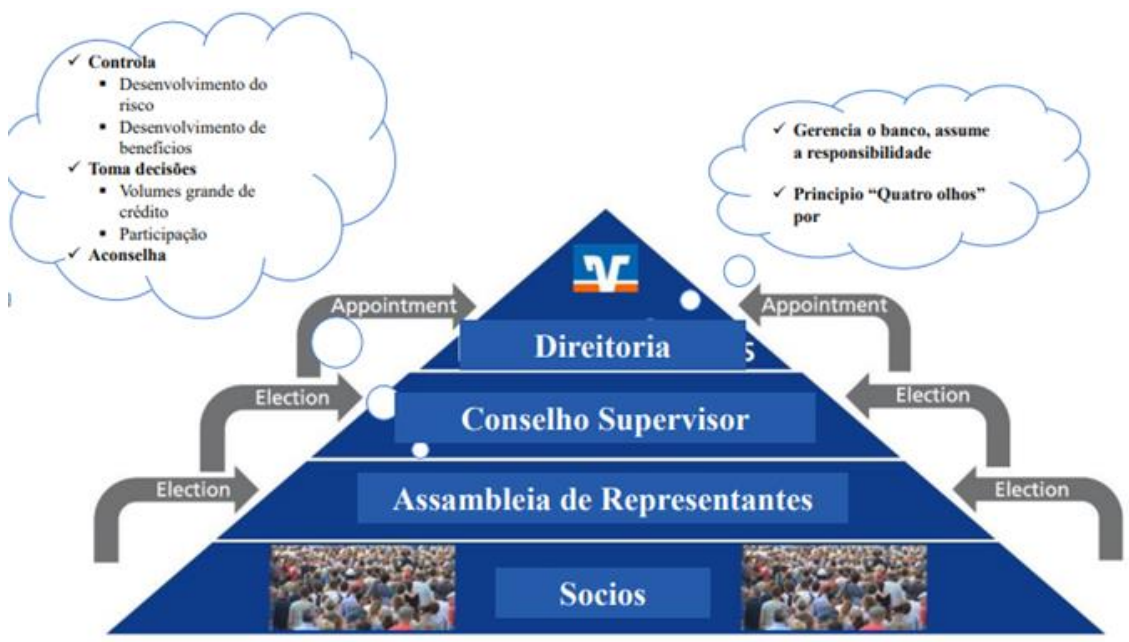 ✓ Controla
▪ Desenvolvimento do
risco
▪ Desenvolvimento de
benefícios
✓ Toma decisões
▪ Volumes grande de
crédito
▪ Participação
✓ Aconselha
✓ Gerencia o banco, assume
a responsibilidade
✓ Principio “Quatro olhos”
por
Appointment
Appointment
Direitoria
Election
Election
Conselho Supervisor
Election
Election
Assambleia de Representantes
Socios